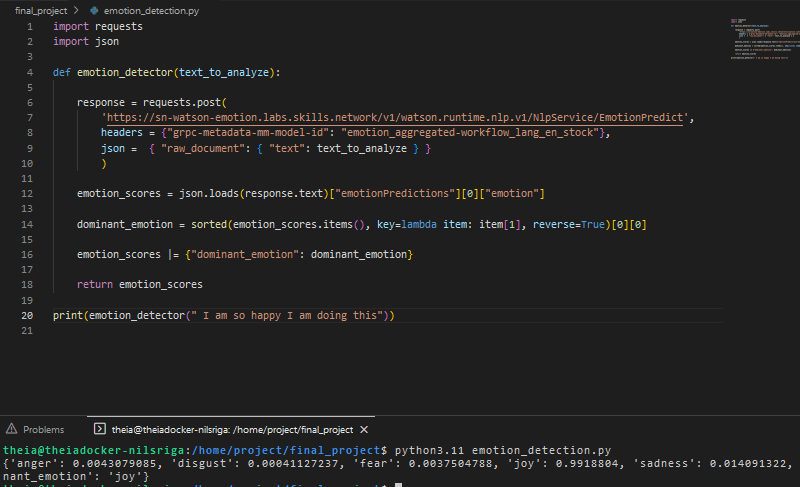 final_project > emotion_detection.py
1 import requests
2 import json
3
4 def emotion_detector(text_to_analyze):
5
6 response = requests.post(
7 'https://sn-watson-emotion.labs.skills.network/v1/watson.runtime.nlp.v1/NlpService/EmotionPredict',
8 headers = {"grpc-metadata-mm-model-id": "emotion_aggregated-workflow_lang_en_stock"},
9 json = { "raw_document": { "text": text_to_analyze } }
10 )
11
12 emotion_scores = json.loads(response.text)["emotionPredictions"][0]["emotion"]
13
14 dominant_emotion = sorted(emotion_scores.items(), key=lambda item: item[1], reverse=True)[0][0]
15
16 emotion_scores |= {"dominant_emotion": dominant_emotion}
17
18 return emotion_scores
19
20 print(emotion_detector(" I am so happy I am doing this"))
21
Problems theia@theiadocker-nilsriga: /home/project/final_project ×
theia@theiadocker-nilsriga:/home/project/final_project$ python3.11 emotion_detection.py
{'anger': 0.0043079085, 'disgust': 0.00041127237, 'fear': 0.0037504788, 'joy': 0.9918804, 'sadness': 0.014091322,
nant_emotion': 'joy'}